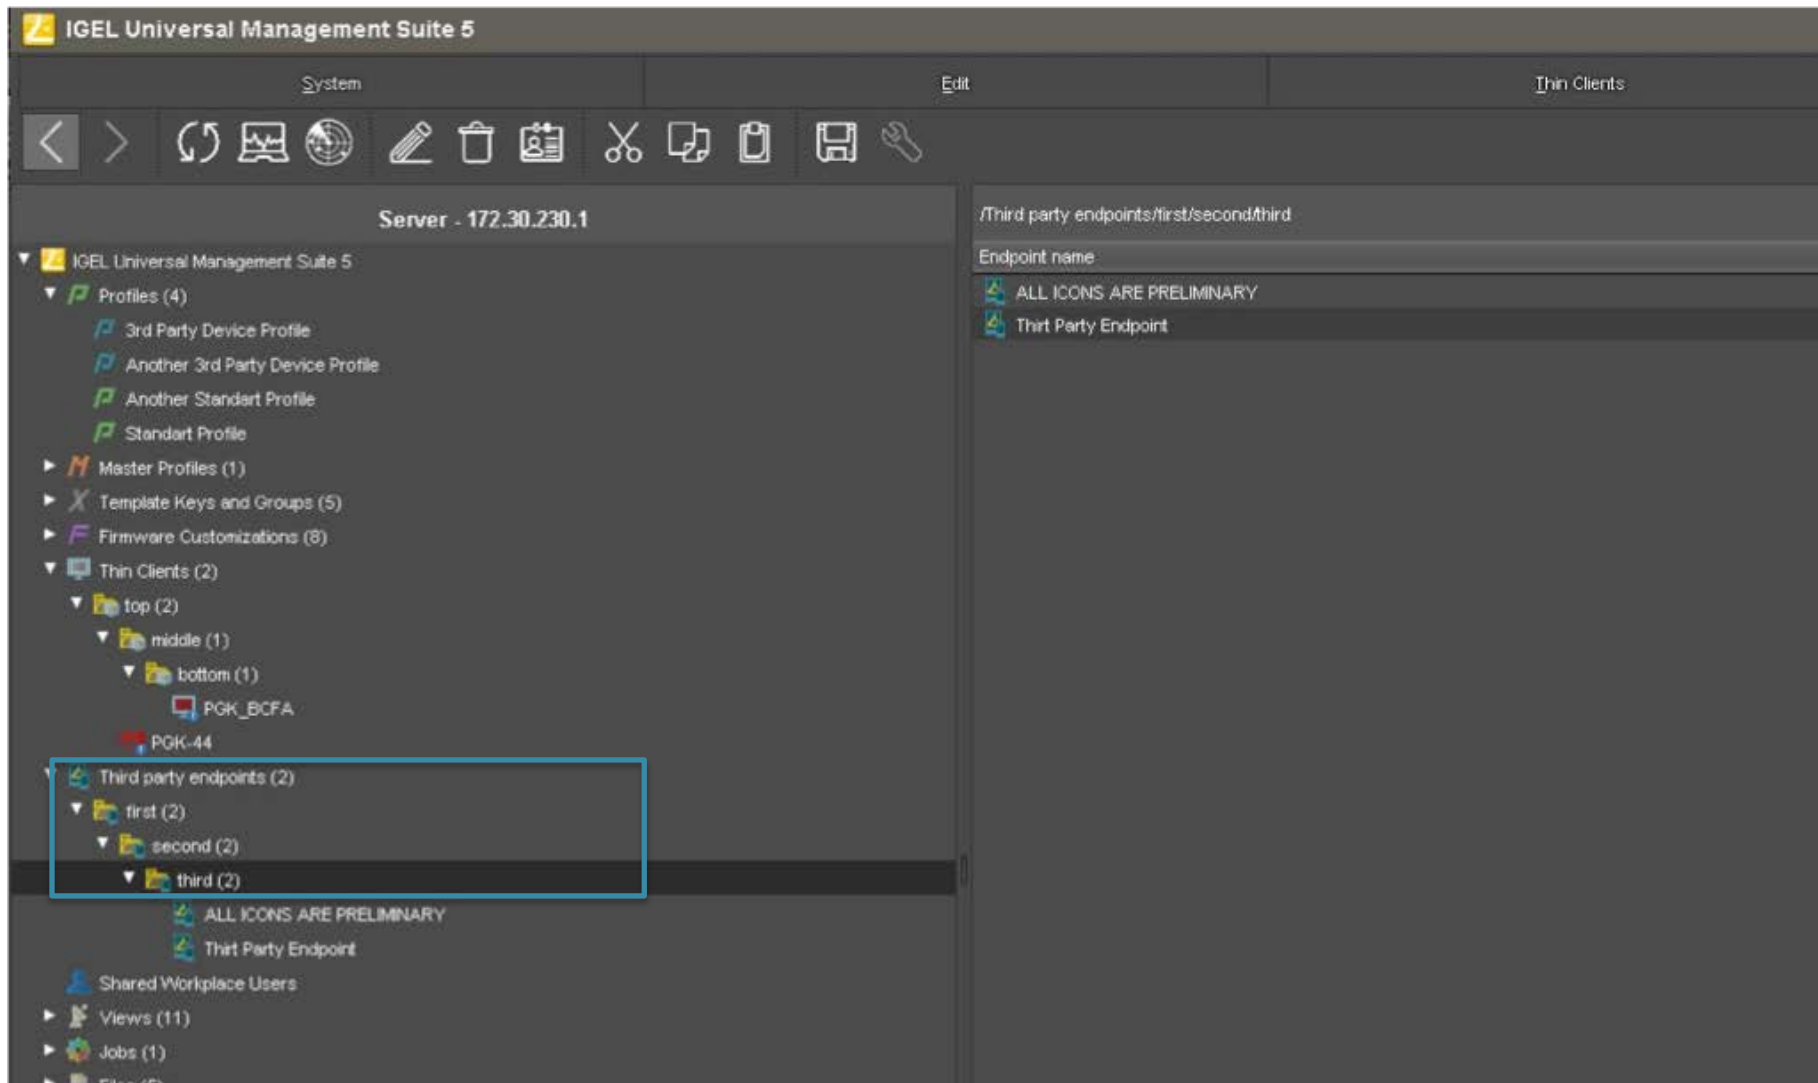 IGEL Universal Management Suite 5
System Edit Thin Clients
Server - 172.30.230.1
IGEL Universal Management Suite 5
Profiles (4)
3rd Party Device Profile
Another 3rd Party Device Profile
Another Standart Profile
Standart Profile
Master Profiles (1)
Template Keys and Groups (5)
Firmware Customizations (8)
Thin Clients (2)
top (2)
middle (1)
bottom (1)
PGK_BCFA
PGK-44
Third party endpoints (2)
first (2)
second (2)
third (2)
ALL ICONS ARE PRELIMINARY
Thirt Party Endpoint
Shared Workplace Users
Views (11)
Jobs (1)
/Third party endpoints/first/second/third
Endpoint name
ALL ICONS ARE PRELIMINARY
Thirt Party Endpoint